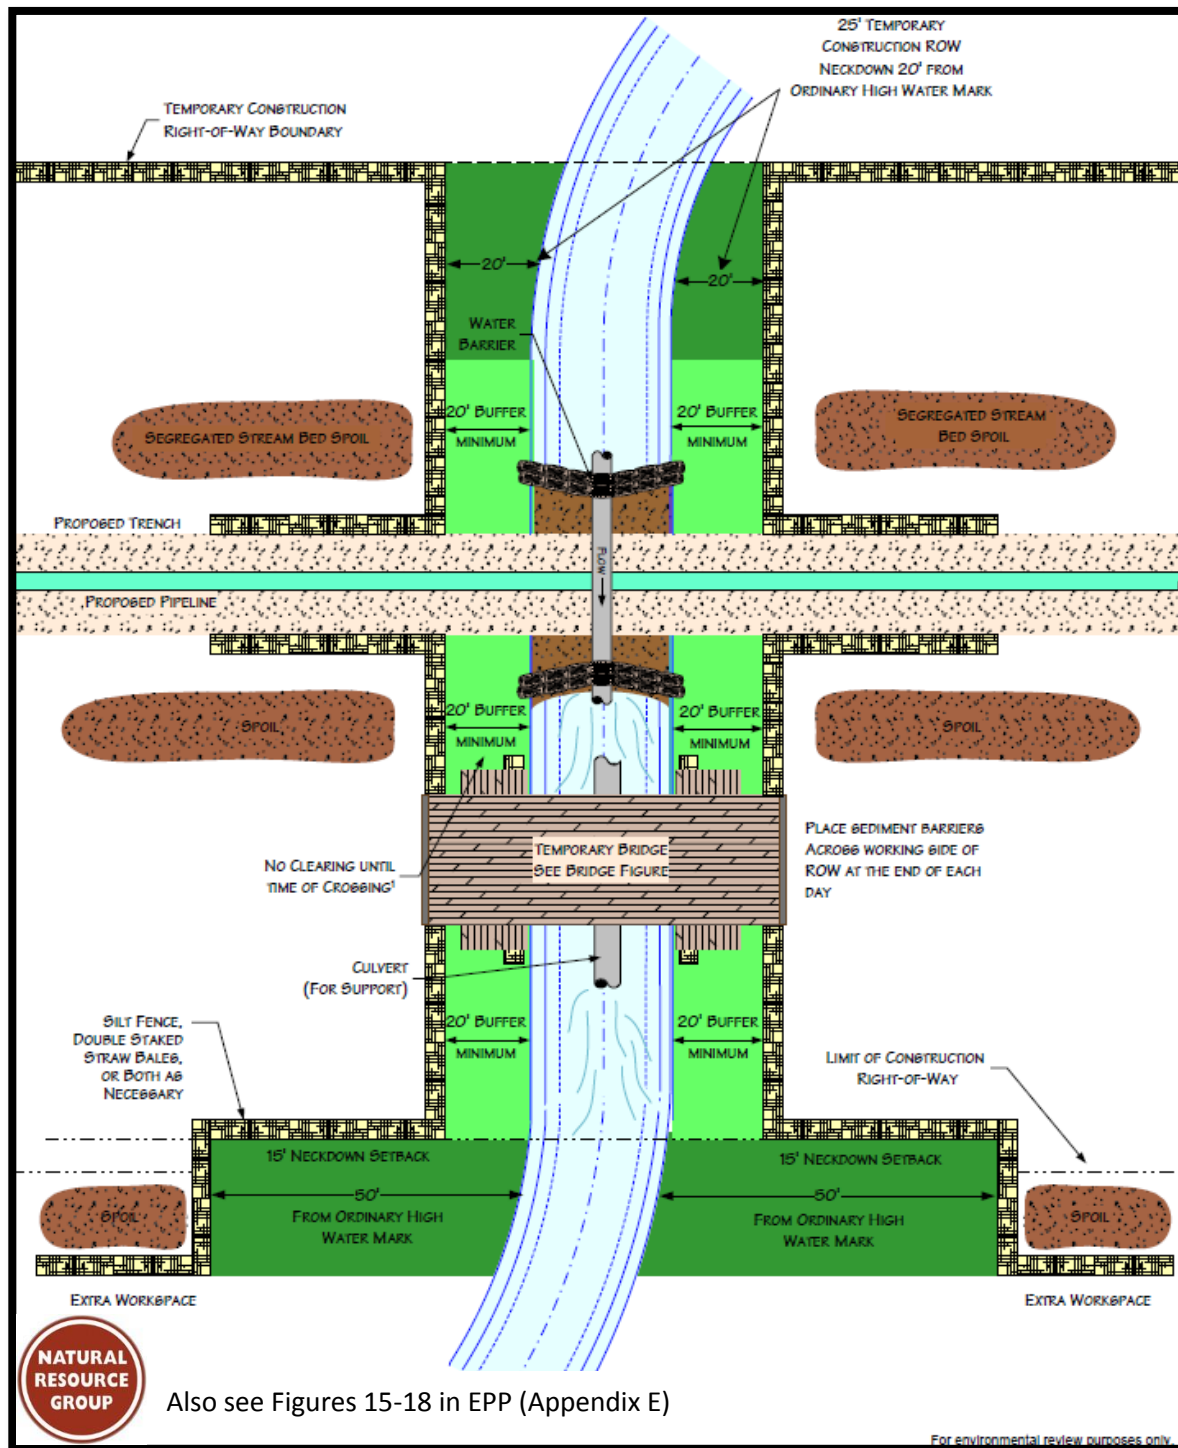 25' Temporary
Construction ROW
Neckdown 20' from
Ordinary High Water Mark
Temporary Construction
Right-of-Way Boundary
20'
20'
Water
Barrier
20' Buffer
Minimum
20' Buffer
Minimum
Segregated Stream Bed Spoil
Segregated Stream
Bed Spoil
Proposed Trench
Flow
Proposed Pipeline
Spoil
20' Buffer
Minimum
20' Buffer
Minimum
Spoil
No Clearing until
time of Crossing¹
Temporary Bridge
See Bridge Figure
Place sediment barriers
Across working side of
ROW at the end of each
day
Culvert
(For Support)
20' Buffer
Minimum
20' Buffer
Minimum
Silt Fence,
Double Staked
Straw Bales,
or Both as
Necessary
Limit of Construction
Right-of-Way
15' Neckdown Setback
15' Neckdown Setback
50'
50'
From Ordinary High
Water Mark
From Ordinary High
Water Mark
Spoil
Spoil
Extra Workspace
Extra Workspace
NATURAL
RESOURCE
GROUP
Also see Figures 15-18 in EPP (Appendix E)
For environmental review purposes only.